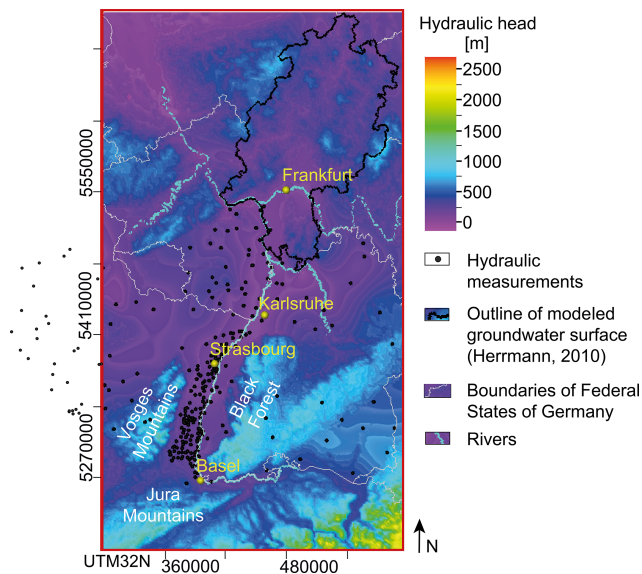 Hydraulic head
[m]
2500
2000
1500
1000
500
0
Hydraulic
measurements
Outline of modeled
groundwater surface
(Herrmann, 2010)
Boundaries of Federal
States of Germany
Rivers
N
5550000
5410000
5270000
UTM32N
360000
480000
Frankfurt
Karlsruhe
Strasbourg
Black
Forest
Vosges
Mountains
Basel
Jura
Mountains